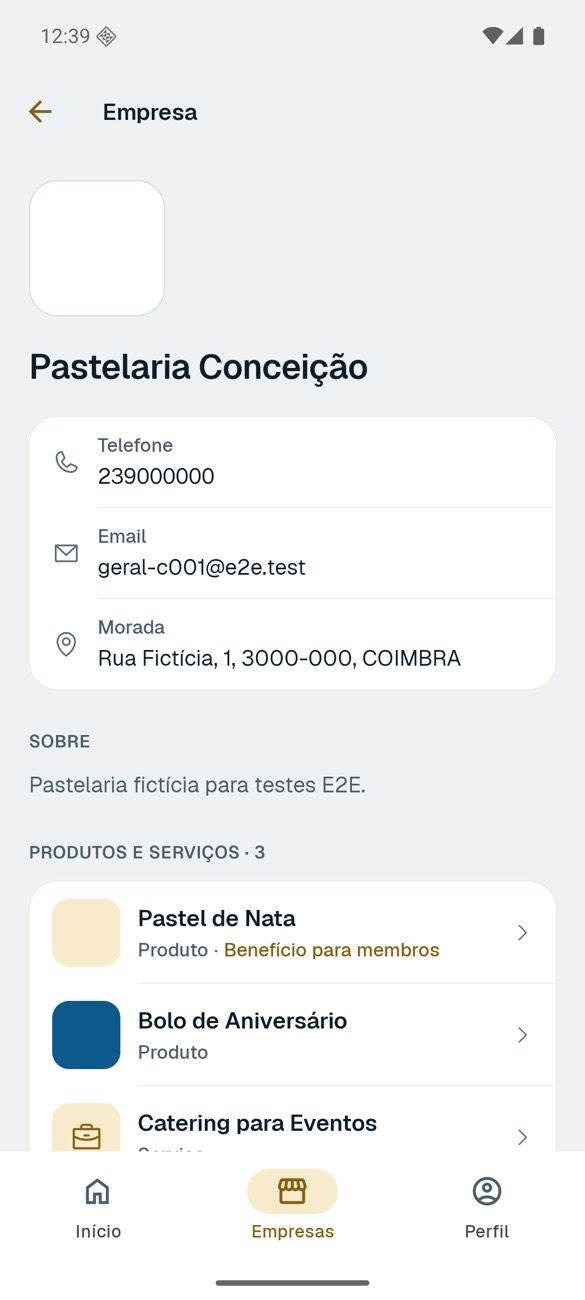 12:39
Empresa
Pastelaria Conceição
Telefone
239000000
Email
geral-c001@e2e.test
Morada
Rua Fictícia, 1, 3000-000, COIMBRA
SOBRE
Pastelaria fictícia para testes E2E.
PRODUTOS E SERVIÇOS · 3
Pastel de Nata
Produto · Benefício para membros
Bolo de Aniversário
Produto
Catering para Eventos
Início
Empresas
Perfil